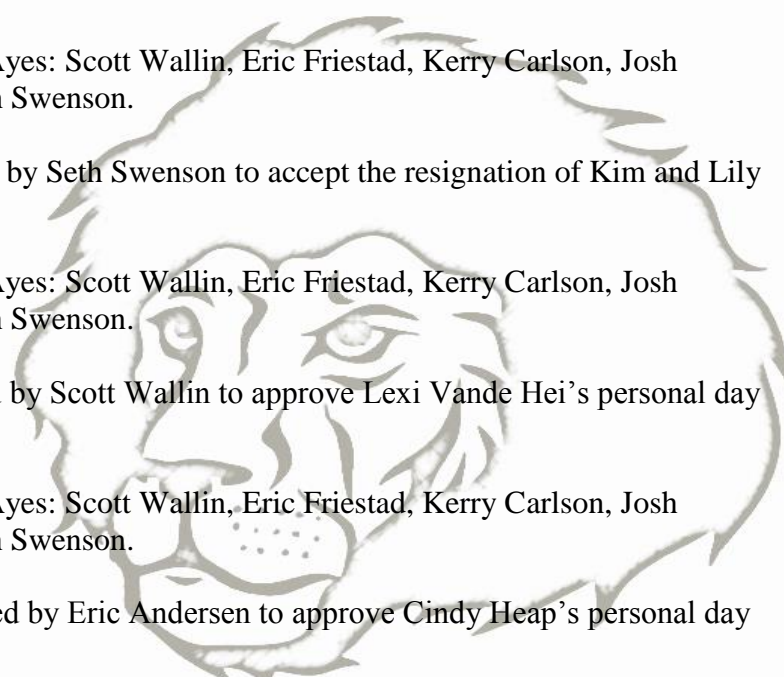 Ayes: Scott Wallin, Eric Friestad, Kerry Carlson, Josh
Swenson.
by Seth Swenson to accept the resignation of Kim and Lily
Ayes: Scott Wallin, Eric Friestad, Kerry Carlson, Josh
Swenson.
by Scott Wallin to approve Lexi Vande Hei's personal day
Ayes: Scott Wallin, Eric Friestad, Kerry Carlson, Josh
Swenson.
by Eric Andersen to approve Cindy Heap's personal day